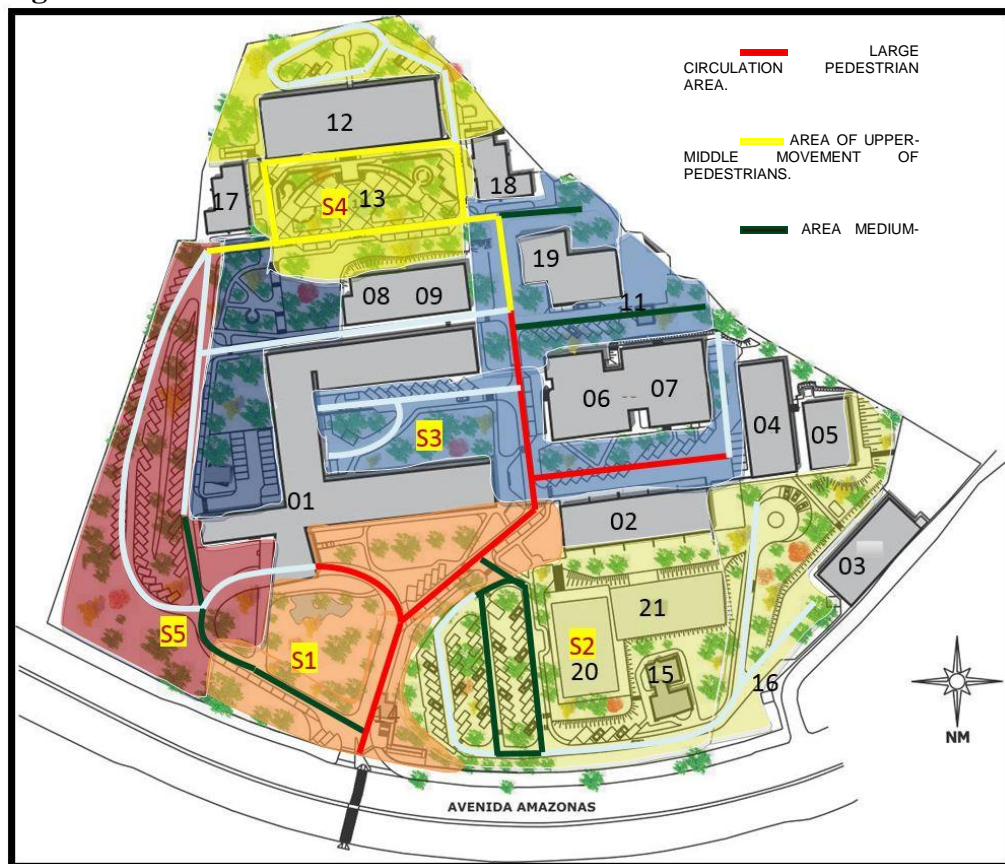 LARGE
CIRCULATION PEDESTRIAN
AREA.
AREA OF UPPER-
MIDDLE MOVEMENT OF
PEDESTRIANS.
AREA MEDIUM-
12
17
S4
13
18
08
09
19
11
06
--
07
04
05
S3
01
02
03
21
S5
S1
S2
20
15
16
NM
AVENIDA AMAZONAS